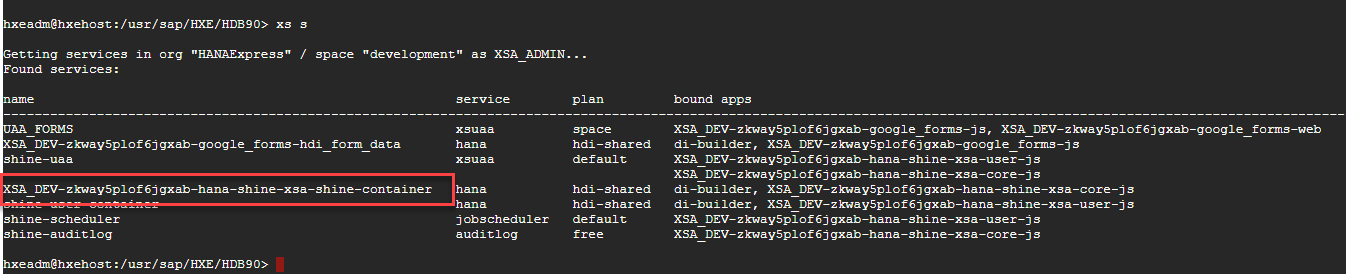 hxeadm@hxehost:/usr/sap/HXE/HDB90> xs s
Getting services in org "HANAExpress" / space "development" as XSA_ADMIN...
Found services:
name service plan bound apps
--------------------------------------------------------------------------------------------------------------------------------------------------------------------------------------------------
UAA_FORMS xsuaa space XSA_DEV-zkway5plof6jgxab-google_forms-js, XSA_DEV-zkway5plof6jgxab-google_forms-web
XSA_DEV-zkway5plof6jgxab-google_forms-hdi_form_data hana hdi-shared di-builder, XSA_DEV-zkway5plof6jgxab-google_forms-js
shine-uaa xsuaa default XSA_DEV-zkway5plof6jgxab-hana-shine-xsa-user-js
XSA_DEV-zkway5plof6jgxab-hana-shine-xsa-core-js
XSA_DEV-zkway5plof6jgxab-hana-shine-xsa-shine-container hana hdi-shared di-builder, XSA_DEV-zkway5plof6jgxab-hana-shine-xsa-core-js
shine-user-container hana hdi-shared di-builder, XSA_DEV-zkway5plof6jgxab-hana-shine-xsa-user-js
shine-scheduler jobscheduler default XSA_DEV-zkway5plof6jgxab-hana-shine-xsa-user-js
shine-auditlog auditlog free XSA_DEV-zkway5plof6jgxab-hana-shine-xsa-core-js
hxeadm@hxehost:/usr/sap/HXE/HDB90>